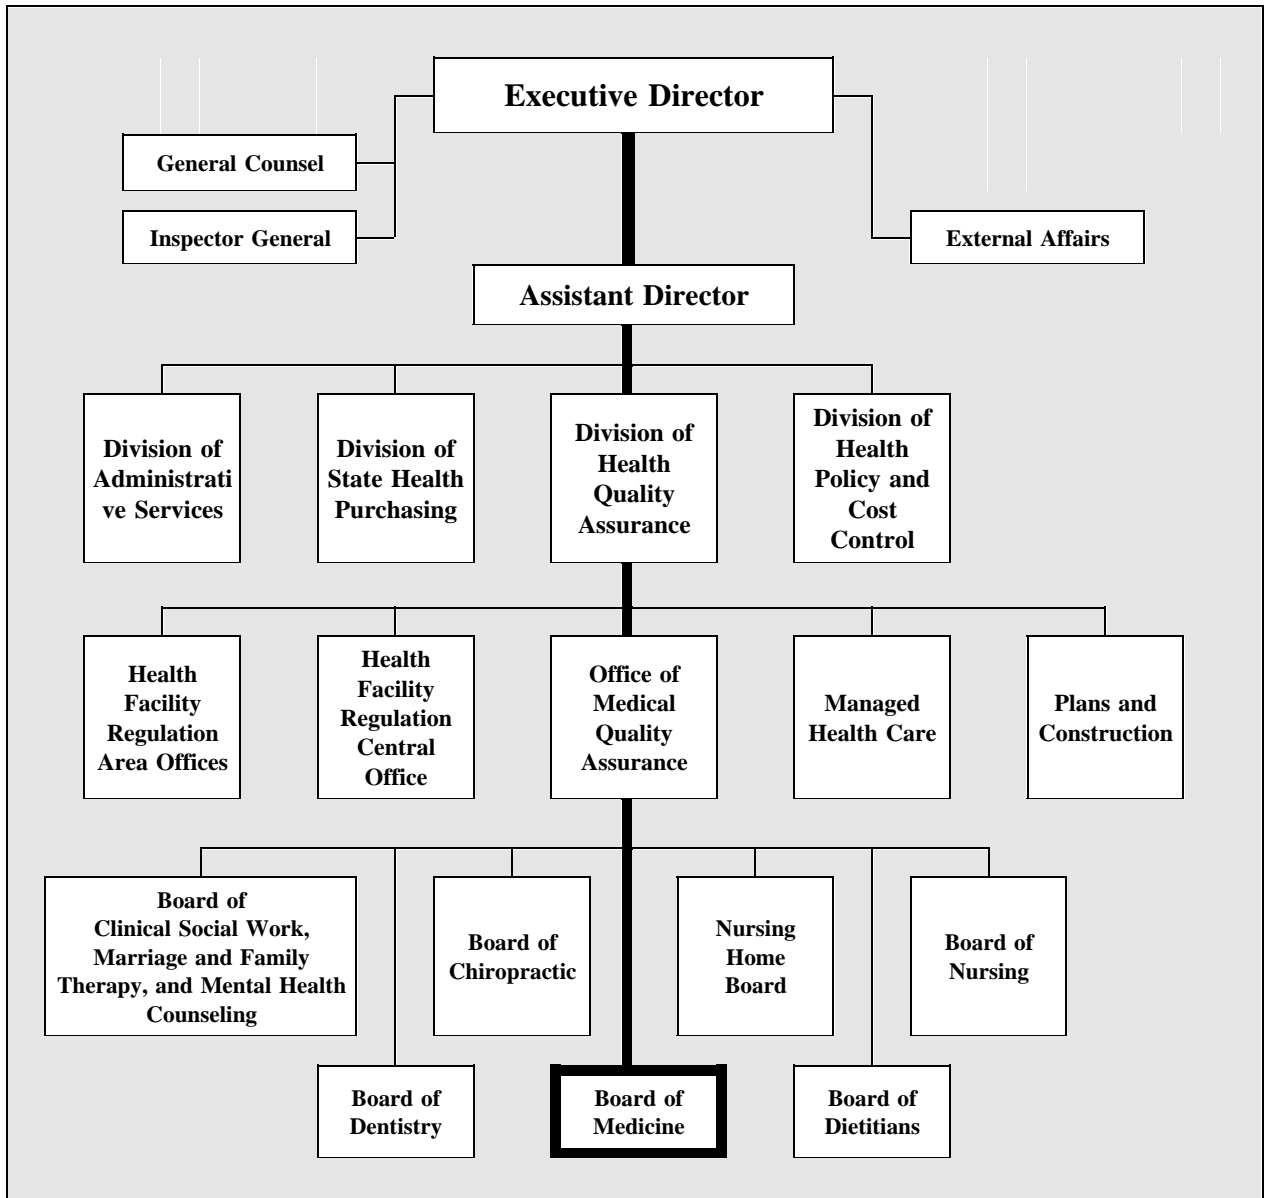 Executive Director
General Counsel
Inspector General
External Affairs
Assistant Director
Division of
Administrati
ve Services
Division of
State Health
Purchasing
Division of
Health
Quality
Assurance
Division of
Health
Policy and
Cost
Control
Health
Facility
Regulation
Area Offices
Health
Facility
Regulation
Central
Office
Office of
Medical
Quality
Assurance
Managed
Health Care
Plans and
Construction
Board of
Clinical Social Work,
Marriage and Family
Therapy, and Mental Health
Counseling
Board of
Chiropractic
Nursing
Home
Board
Board of
Nursing
Board of
Dentistry
Board of
Medicine
Board of
Dietitians